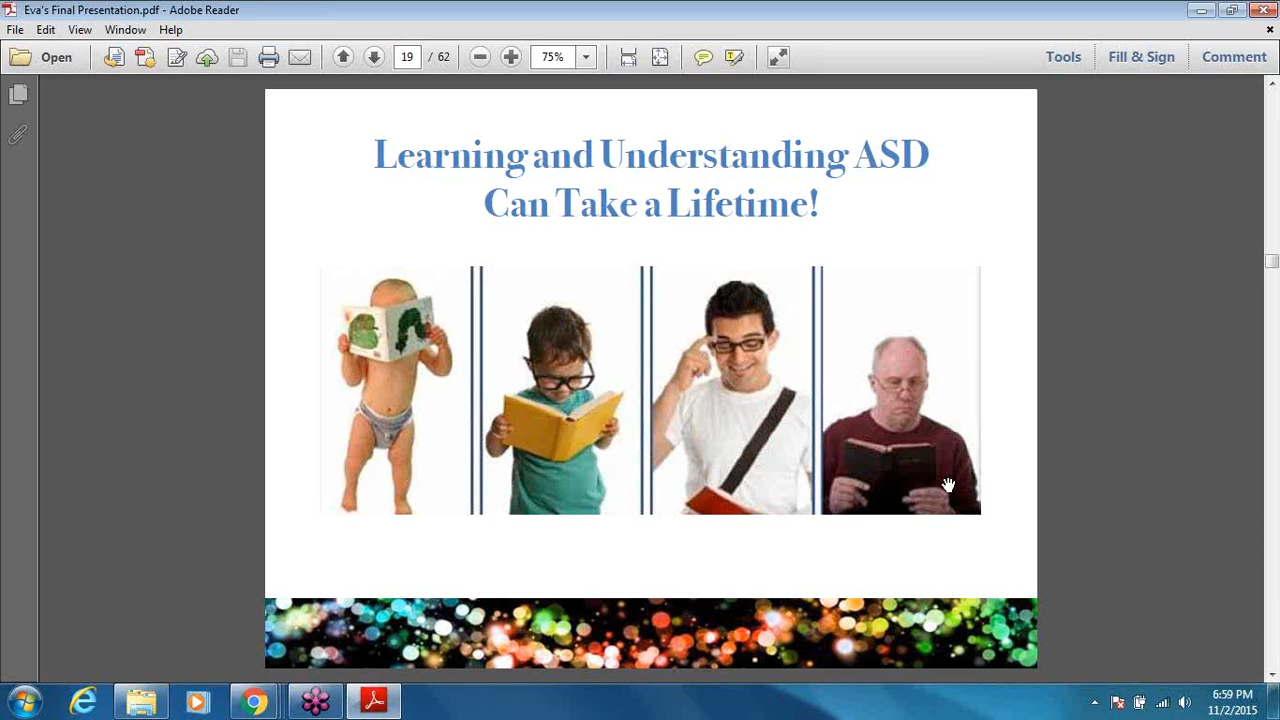 Eva's Final Presentation.pdf - Adobe Reader
File Edit View Window Help
Open 19 / 62 75% Tools Fill & Sign Comment
Learning and Understanding ASD
Can Take a Lifetime!
6:59 PM
11/2/2015